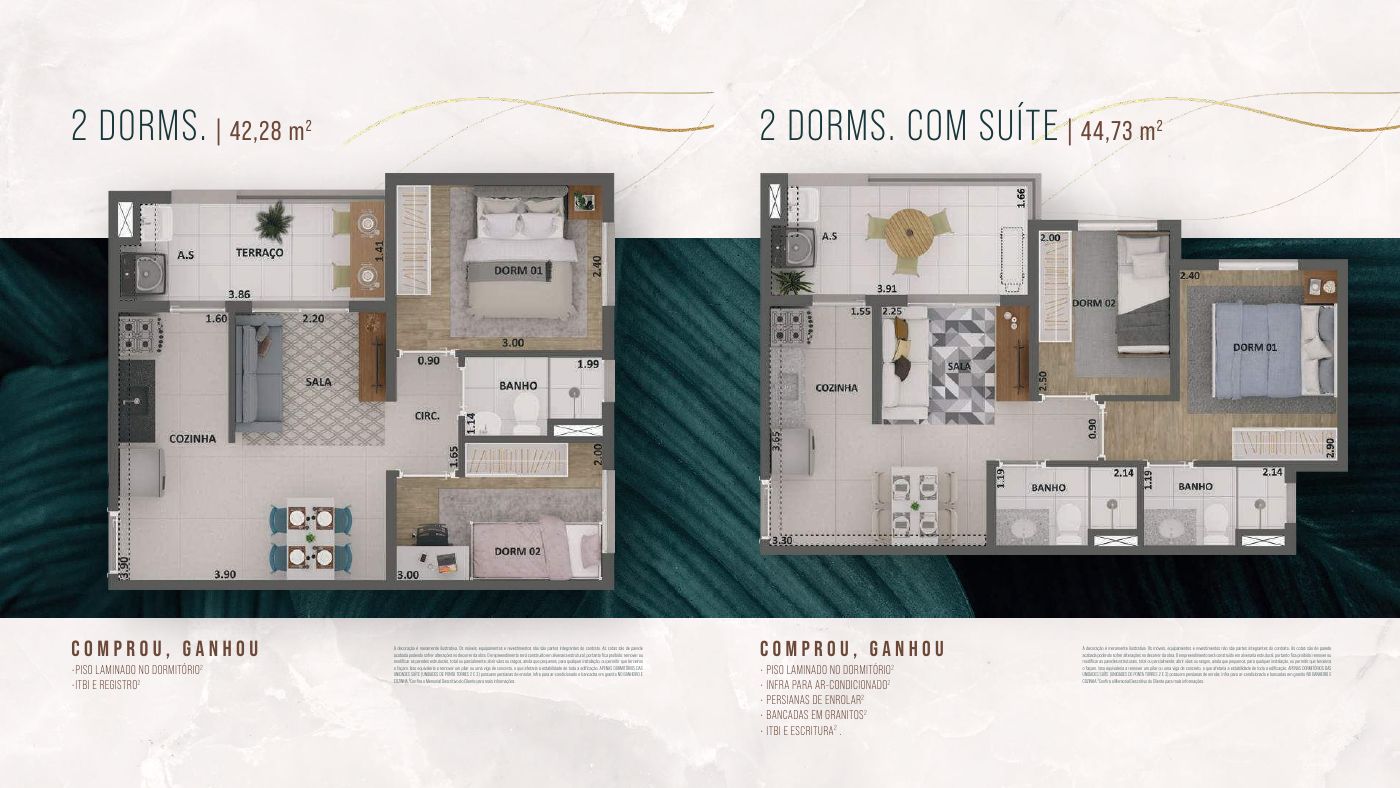 2 DORMS. | 42,28 m²
A.S
TERRAÇO
1.41
3.86
DORM 01
2.40
3.00
1.60
2.20
SALA
0.90
1.99
BANHO
CIRC.
1.14
COZINHA
1.65
2.00
DORM 02
3.90
3.90
3.00
COMPROU, GANHOU
·PISO LAMINADO NO DORMITÓRIO²
·ITBI E REGISTRO²
2 DORMS. COM SUÍTE | 44,73 m²
1.66
A.S
3.91
2.00
DORM 02
2.40
DORM 01
1.55
2.25
SALA
COZINHA
2.50
0.90
2.90
3.65
1.19
BANHO
2.14
1.19
BANHO
2.14
3.30
COMPROU, GANHOU
· PISO LAMINADO NO DORMITÓRIO²
· INFRA PARA AR-CONDICIONADO²
· PERSIANAS DE ENROLAR²
· BANCADAS EM GRANITOS²
· ITBI E ESCRITURA² .